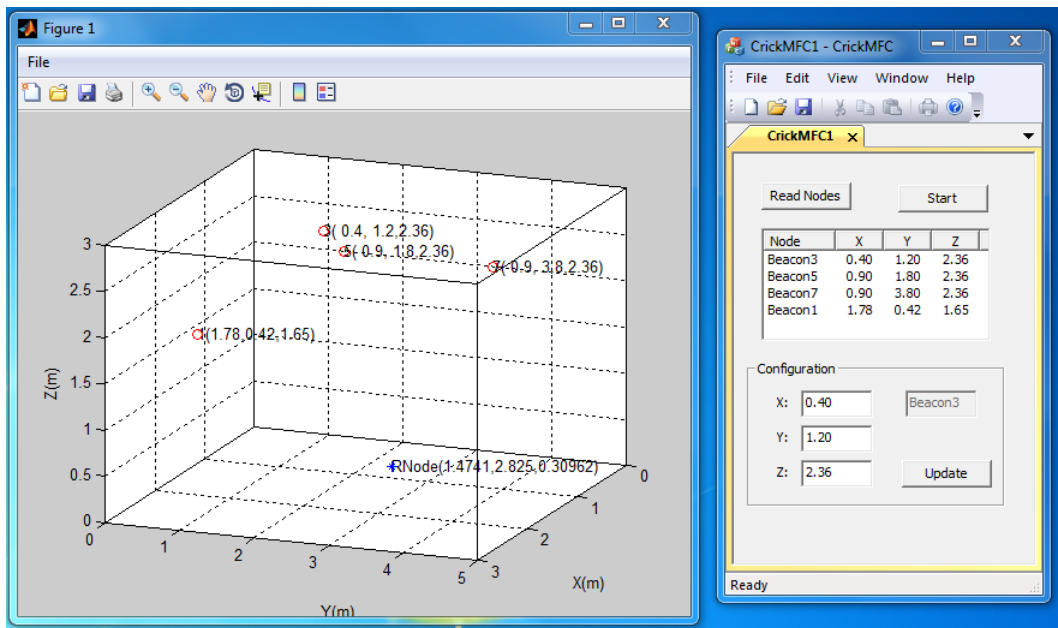 Figure 1
File
3( 0.4, 1.2,2.36)
5( 0.9, 1.8,2.36)
7( 0.9, 3.8,2.36)
1(1.78,0.42,1.65)
RNode(1.4741,2.825,0.30962)
3
2.5
2
1.5
1
0.5
0
Z(m)
0 1 2 3 4 5
Y(m)
0
1
2
3
X(m)
CrickMFC1 - CrickMFC
File Edit View Window Help
CrickMFC1
Read Nodes Start
Node X Y Z
Beacon3 0.40 1.20 2.36
Beacon5 0.90 1.80 2.36
Beacon7 0.90 3.80 2.36
Beacon1 1.78 0.42 1.65
Configuration
X: 0.40 Beacon3
Y: 1.20
Z: 2.36 Update
Ready